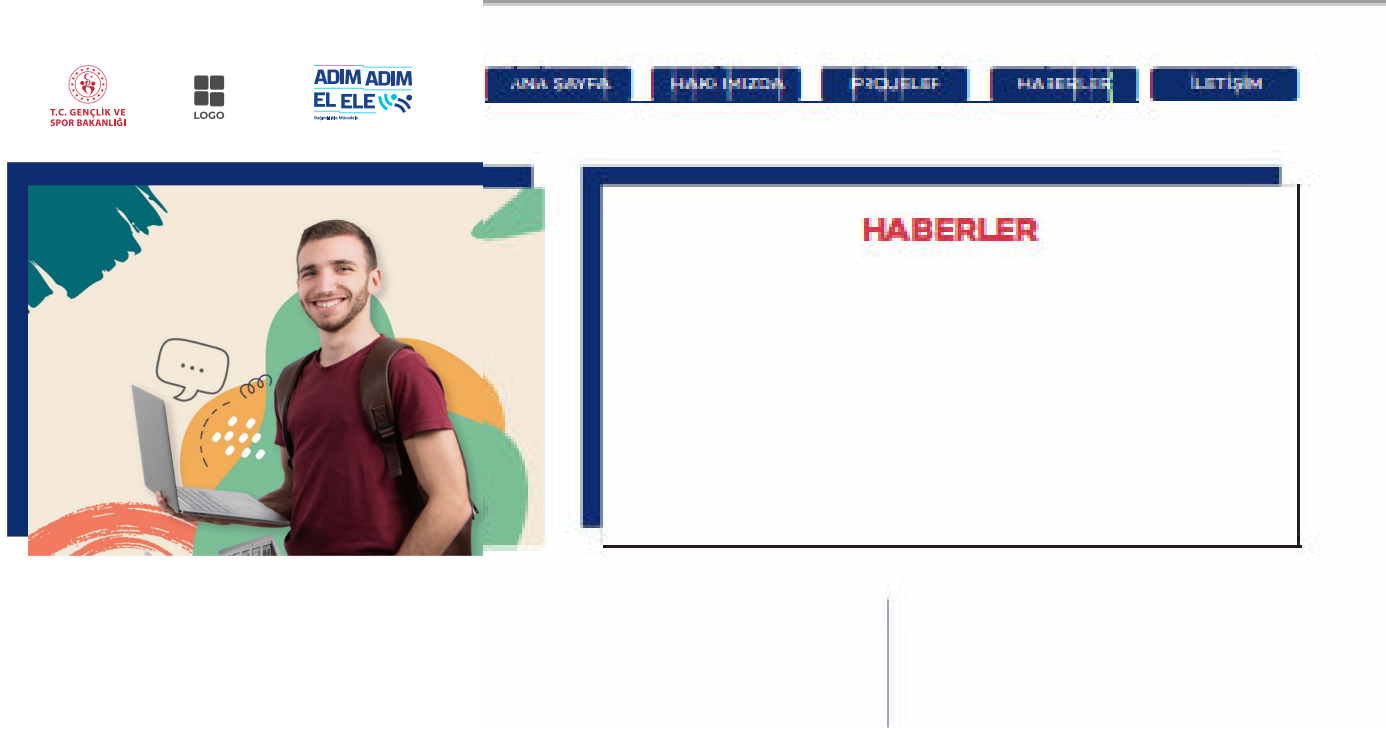 T.C. GENÇLİK VE
SPOR BAKANLIĞI
LOGO
ADIM ADIM
EL ELE
ANA SAYFA
HAKKIMIZDA
PROJELER
HABERLER
İLETİŞİM
HABERLER